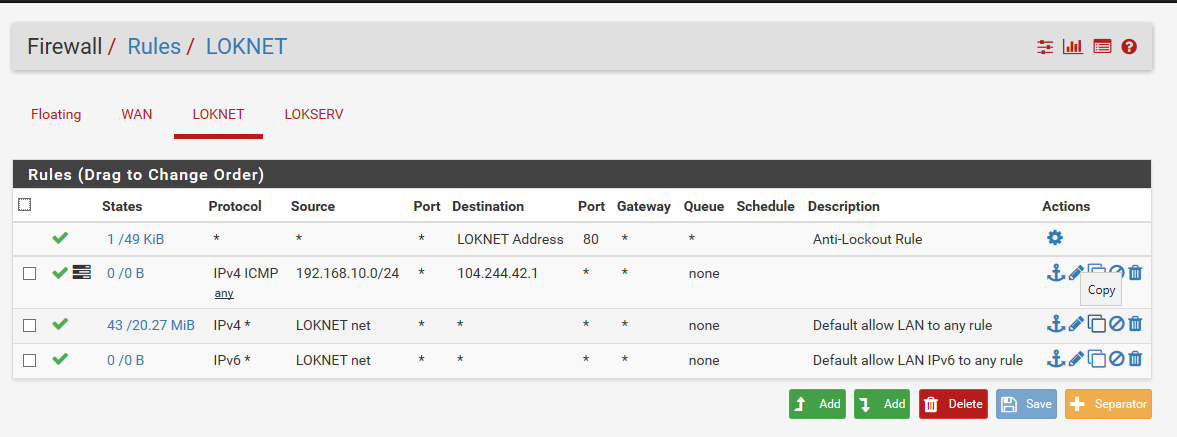 Firewall / Rules / LOKNET
Floating WAN LOKNET LOKSERV
Rules (Drag to Change Order)
States Protocol Source Port Destination Port Gateway Queue Schedule Description Actions
1 /49 KiB * * * LOKNET Address 80 * * Anti-Lockout Rule
0 /0 B IPv4 ICMP 192.168.10.0/24 * 104.244.42.1 * * none
any
Copy
43 /20.27 MiB IPv4 * LOKNET net * * * * none Default allow LAN to any rule
0 /0 B IPv6 * LOKNET net * * * * none Default allow LAN IPv6 to any rule
Add Add Delete Save Separator